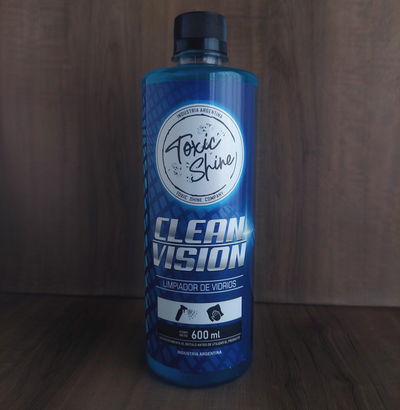 INDUSTRIA ARGENTINA
Toxic
Shine
TOXIC SHINE COMPANY
CLEAN
VISION
LIMPIADOR DE VIDRIOS
600 ml
INDUSTRIA ARGENTINA